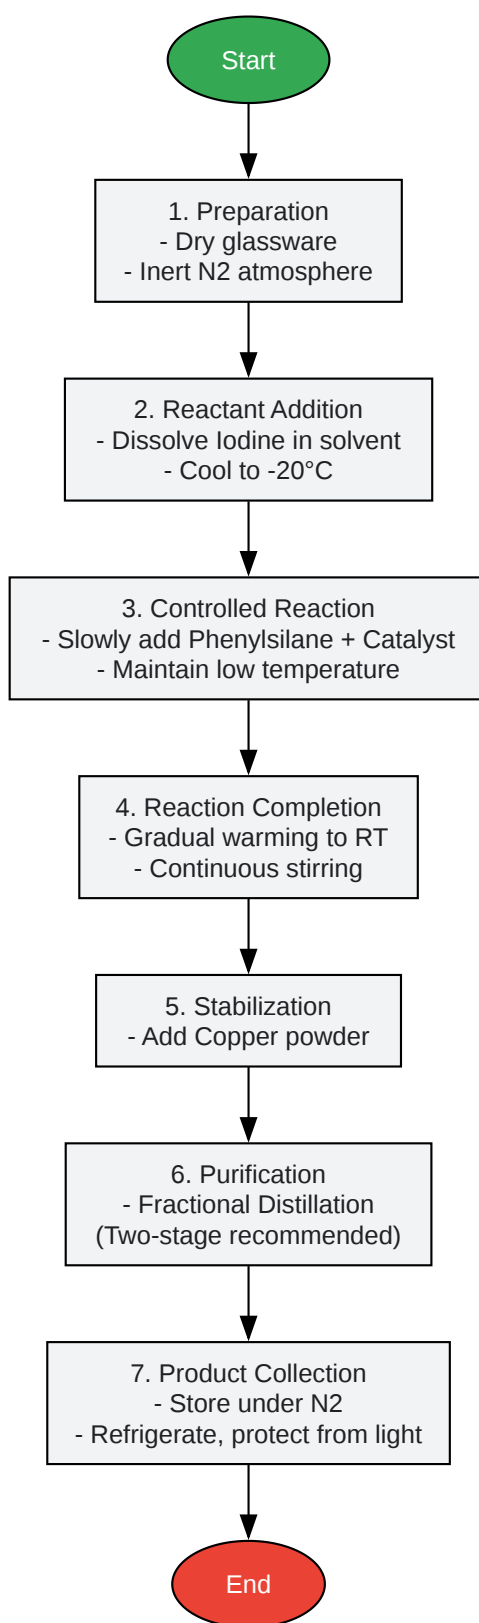 Start
1. Preparation
- Dry glassware
- Inert N2 atmosphere
2. Reactant Addition
- Dissolve Iodine in solvent
- Cool to -20°C
3. Controlled Reaction
- Slowly add Phenylsilane + Catalyst
- Maintain low temperature
4. Reaction Completion
- Gradual warming to RT
- Continuous stirring
5. Stabilization
- Add Copper powder
6. Purification
- Fractional Distillation
(Two-stage recommended)
7. Product Collection
- Store under N2
- Refrigerate, protect from light
End